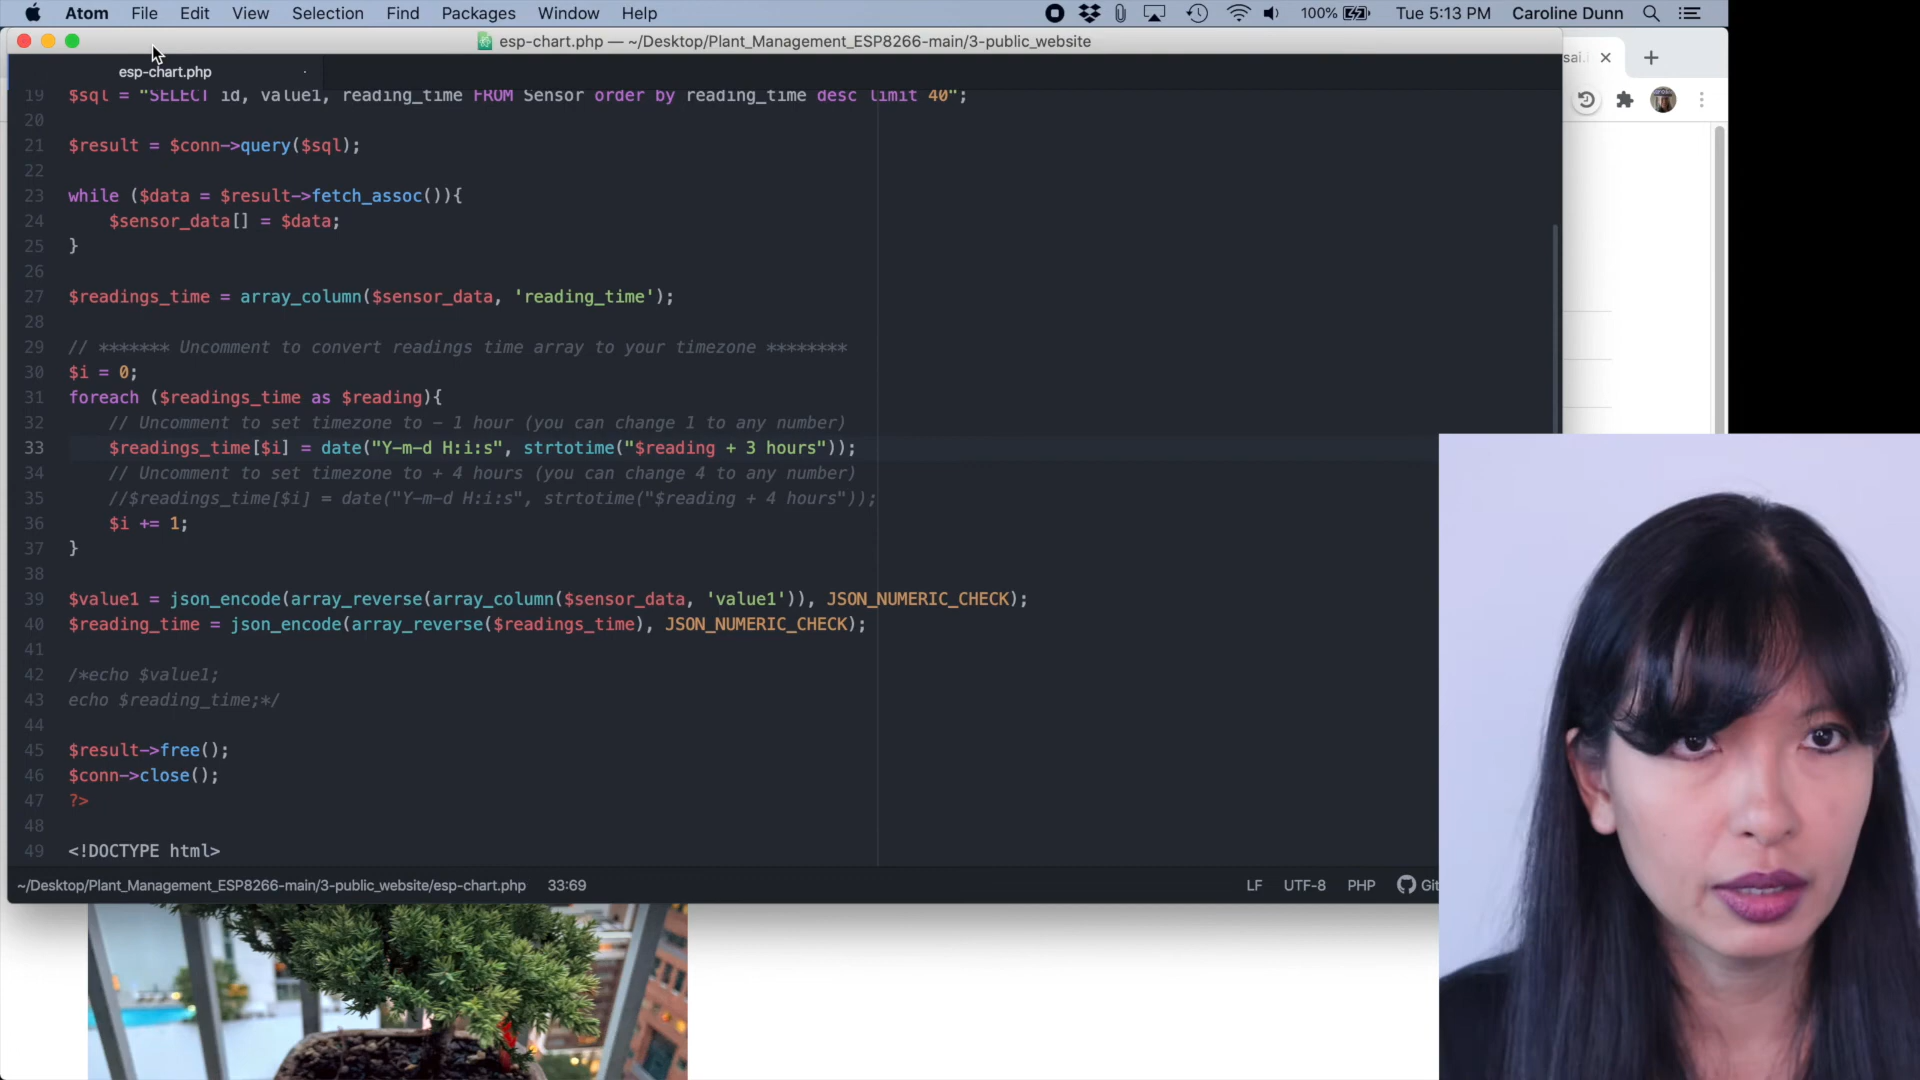 Atom File Edit View Selection Find Packages Window Help 100% Tue 5:13 PM Caroline Dunn
esp-chart.php — ~/Desktop/Plant_Management_ESP8266-main/3-public_website
esp-chart.php
sai.i
19 $sql = "SELECT id, value1, reading_time FROM Sensor order by reading_time desc limit 40";
20
21 $result = $conn->query($sql);
22
23 while ($data = $result->fetch_assoc()){
24 $sensor_data[] = $data;
25 }
26
27 $readings_time = array_column($sensor_data, 'reading_time');
28
29 // ******* Uncomment to convert readings time array to your timezone ********
30 $i = 0;
31 foreach ($readings_time as $reading){
32 // Uncomment to set timezone to - 1 hour (you can change 1 to any number)
33 $readings_time[$i] = date("Y-m-d H:i:s", strtotime("$reading + 3 hours"));
34 // Uncomment to set timezone to + 4 hours (you can change 4 to any number)
35 //$readings_time[$i] = date("Y-m-d H:i:s", strtotime("$reading + 4 hours"));
36 $i += 1;
37 }
38
39 $value1 = json_encode(array_reverse(array_column($sensor_data, 'value1')), JSON_NUMERIC_CHECK);
40 $reading_time = json_encode(array_reverse($readings_time), JSON_NUMERIC_CHECK);
41
42 /*echo $value1;
43 echo $reading_time;*/
44
45 $result->free();
46 $conn->close();
47 ?>
48
49 <!DOCTYPE html>
~/Desktop/Plant_Management_ESP8266-main/3-public_website/esp-chart.php 33:69 LF UTF-8 PHP Git